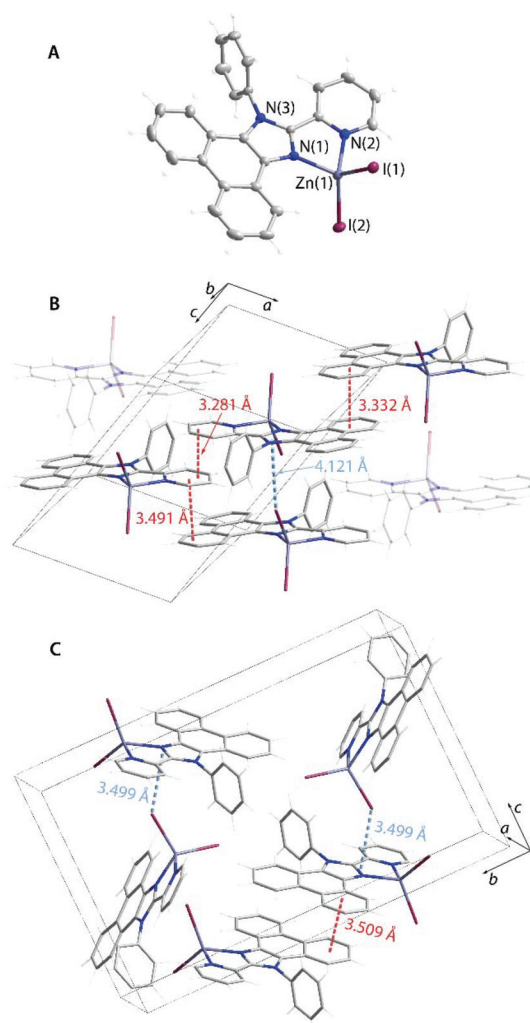 A
N(3)
N(1)
N(2)
Zn(1)
I(1)
I(2)
B
b
a
c
3.281 Å
3.332 Å
4.121 Å
3.491 Å
C
3.499 Å
3.499 Å
c
a
b
3.509 Å